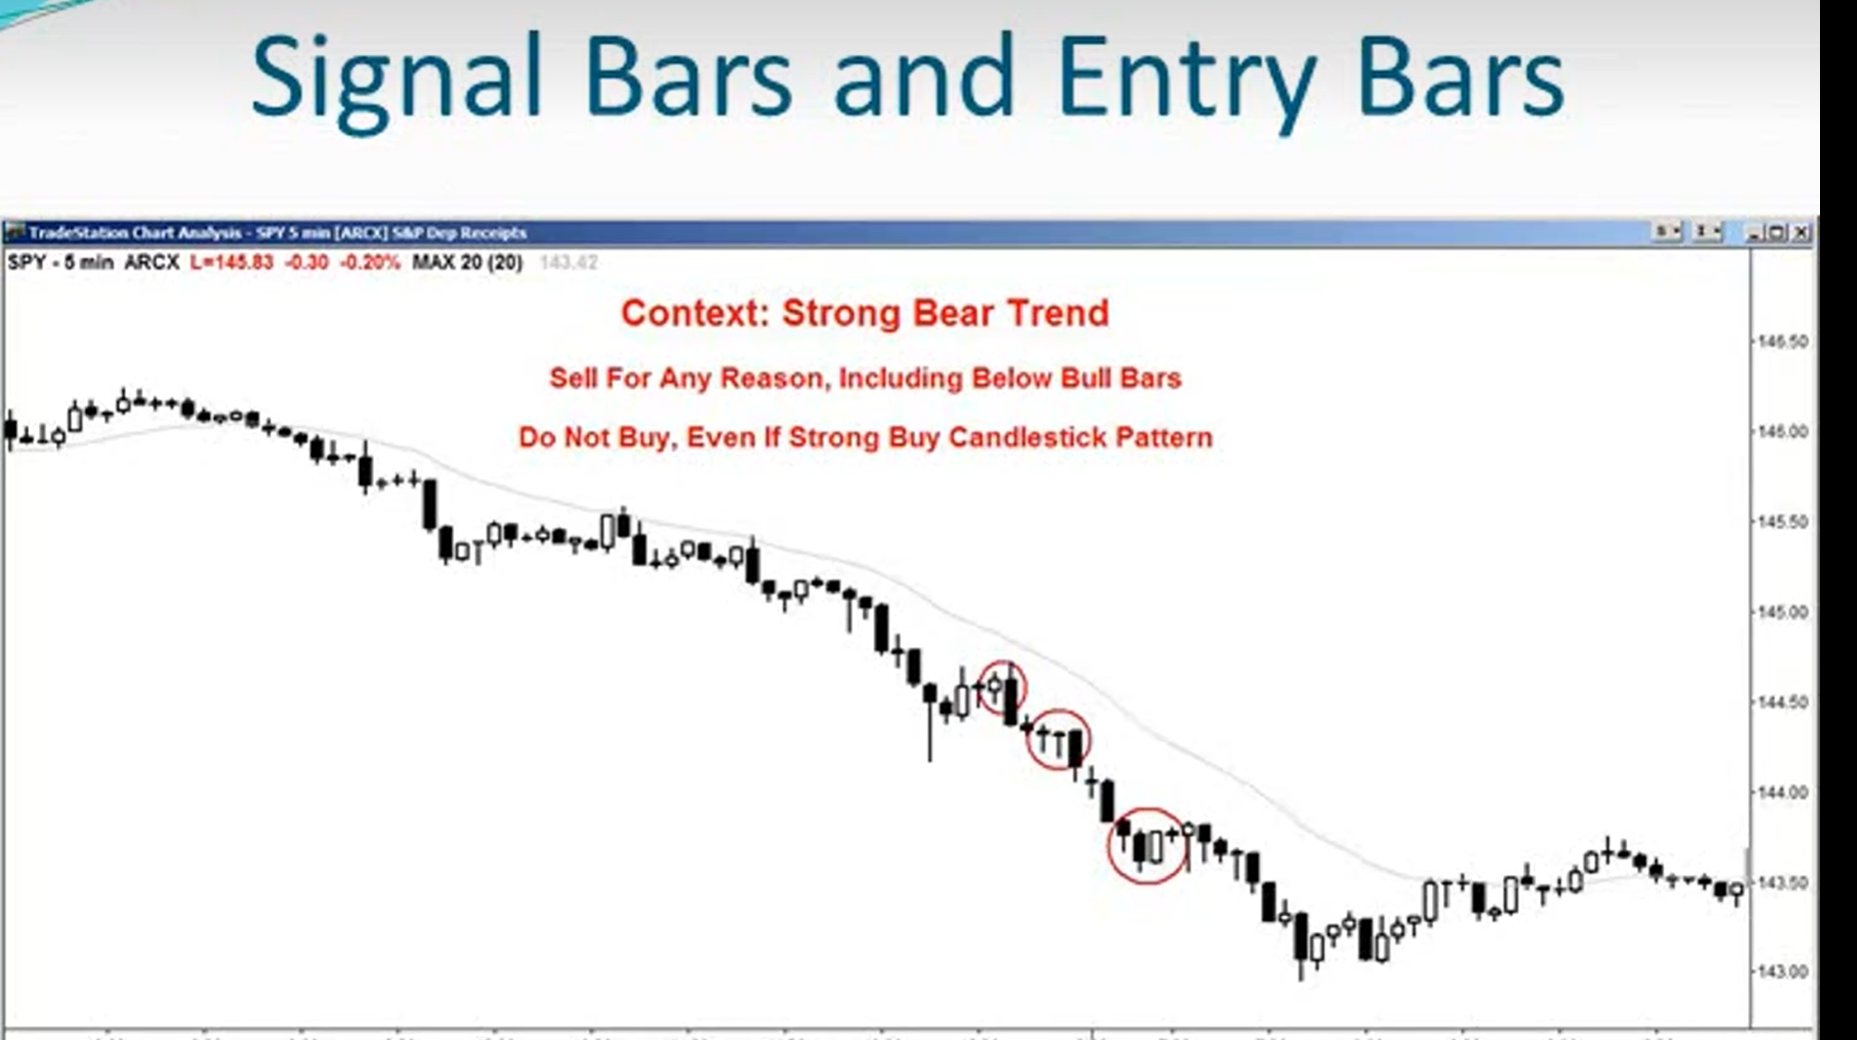 Signal Bars and Entry Bars
TradeStation Chart Analysis - SPY 5 min [ARCX] S&P Dep Receipts
SPY - 5 min ARCX L=145.83 -0.30 -0.20% MAX 20 (20) 143.42
Context: Strong Bear Trend
Sell For Any Reason, Including Below Bull Bars
Do Not Buy, Even If Strong Buy Candlestick Pattern
146.50
146.00
145.50
145.00
144.50
144.00
143.50
143.00